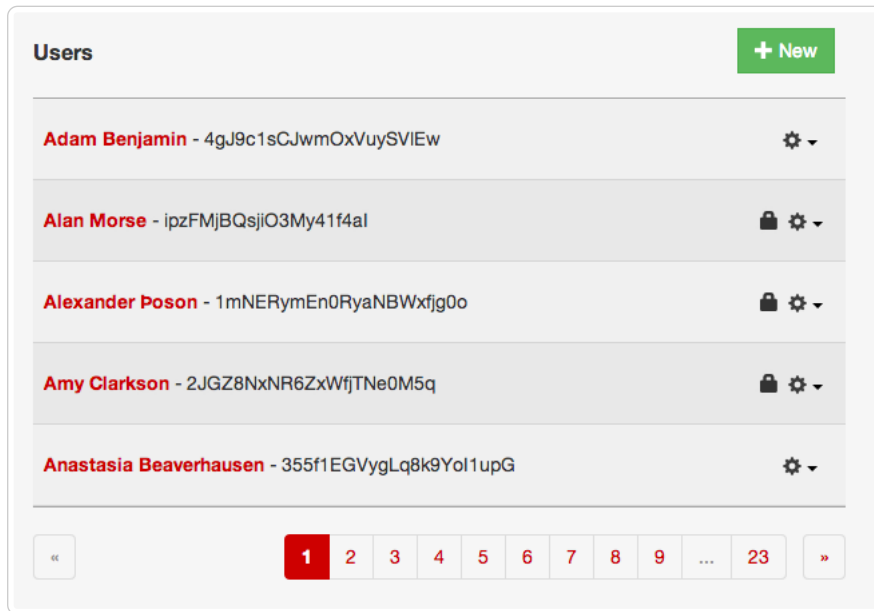 Users
+ New
Adam Benjamin - 4gJ9c1sCJwmOxVuySVlEw
Alan Morse - ipzFMjBQsjiO3My41f4aI
Alexander Þoson - 1mNERymEn0RyaNBWxfjg0o
Amy Clarkson - 2JGZ8NxNR6ZxWfjTNe0M5q
Anastasia Beaverhausen - 355f1EGVygLq8k9YoI1upG
« 1 2 3 4 5 6 7 8 9 ... 23 »